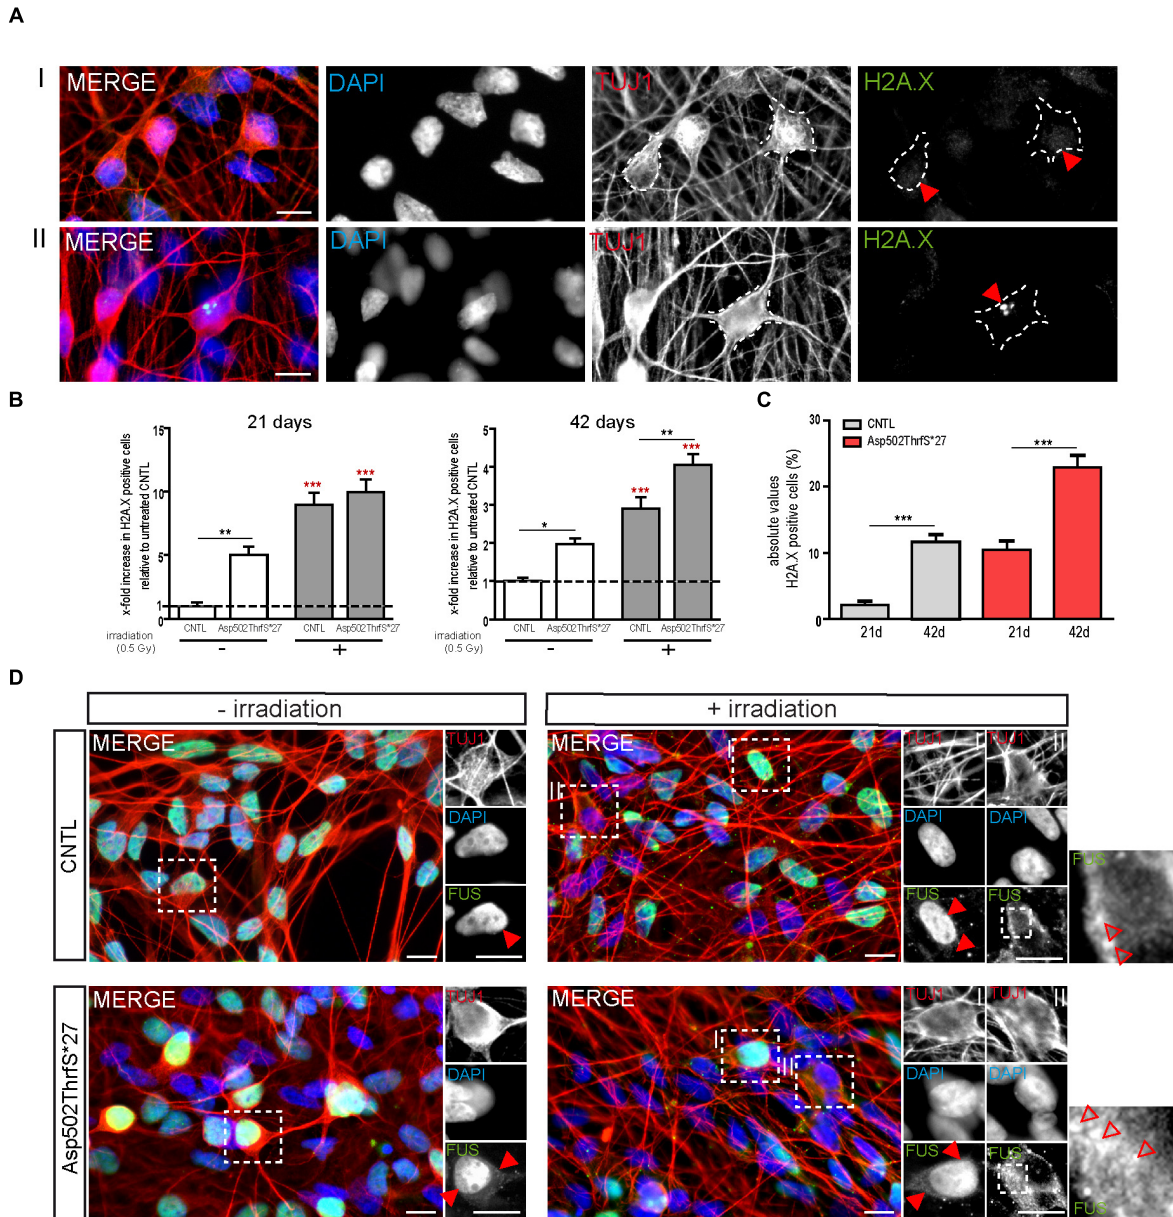 A
I
MERGE
DAPI
TUJ1
H2A.X
II
MERGE
DAPI
TUJ1
H2A.X
B
21 days
x-fold increase in H2A.X positive cells
relative to untreated CNTL
15
10
5
1
0
**
***
***
CNTL
Asp502ThrfS*27
CNTL
Asp502ThrfS*27
irradiation
(0.5 Gy)
-
+
42 days
x-fold increase in H2A.X positive cells
relative to untreated CNTL
5
4
3
2
1
0
*
**
***
***
CNTL
Asp502ThrfS*27
CNTL
Asp502ThrfS*27
irradiation
(0.5 Gy)
-
+
C
CNTL
Asp502ThrfS*27
absolute values
H2A.X positive cells (%)
30
20
10
0
***
***
21d
42d
21d
42d
D
- irradiation
+ irradiation
CNTL
MERGE
TUJ1
DAPI
FUS
MERGE
I
II
TUJ1
I
TUJ1
II
DAPI
DAPI
FUS
FUS
FUS
Asp502ThrfS*27
MERGE
TUJ1
DAPI
FUS
MERGE
I
II
TUJ1
I
TUJ1
II
DAPI
DAPI
FUS
FUS
FUS